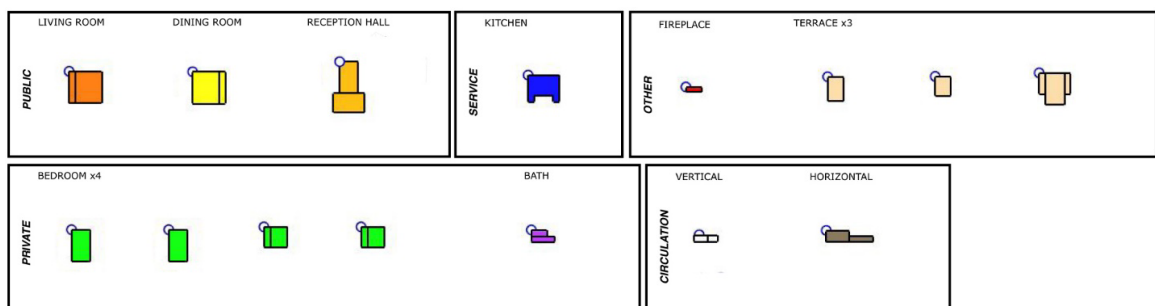 LIVING ROOM
DINING ROOM
RECEPTION HALL
PUBLIC
KITCHEN
SERVICE
FIREPLACE
TERRACE x3
OTHER
BEDROOM x4
BATH
PRIVATE
VERTICAL
HORIZONTAL
CIRCULATION